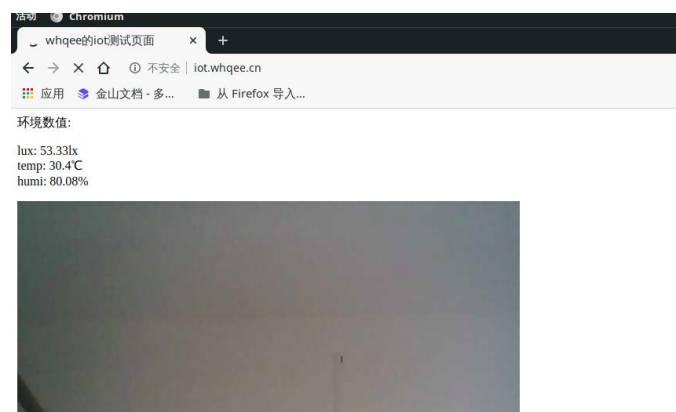 活动 Chromium
whqee的iot测试页面 × +
不安全 iot.whqee.cn
应用 金山文档 - 多... 从 Firefox 导入...
环境数值:
lux: 53.33lx
temp: 30.4℃
humi: 80.08%